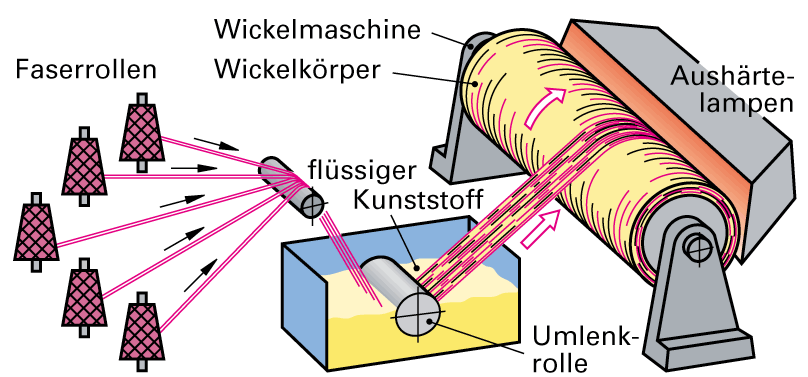 Wickelmaschine
Faserrollen
Wickelkörper
Aushärte-
lampen
flüssiger
Kunststoff
Umlenk-
rolle